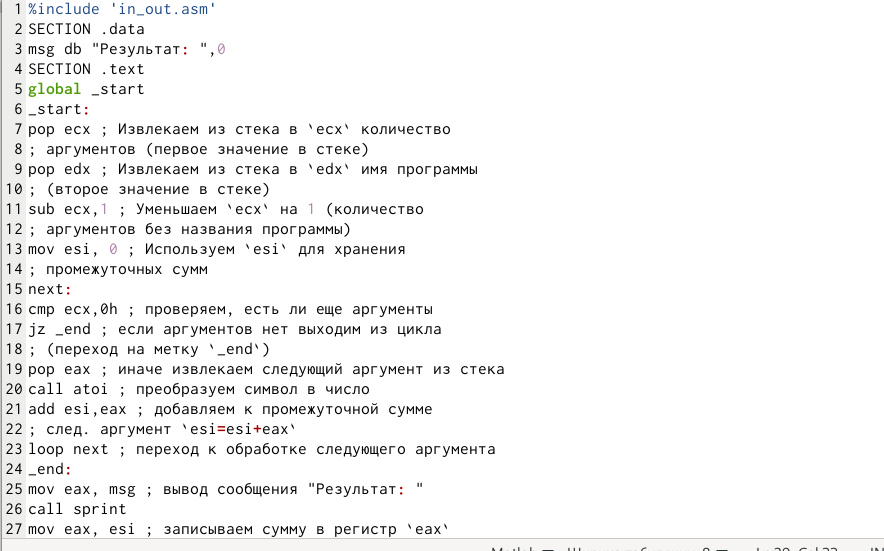 1 %include 'in_out.asm'
2 SECTION .data
3 msg db "Результат: ",0
4 SECTION .text
5 global _start
6 _start:
7 pop ecx ; Извлекаем из стека в `ecx` количество
8 ; аргументов (первое значение в стеке)
9 pop edx ; Извлекаем из стека в `edx` имя программы
10 ; (второе значение в стеке)
11 sub ecx,1 ; Уменьшаем `ecx` на 1 (количество
12 ; аргументов без названия программы)
13 mov esi, 0 ; Используем `esi` для хранения
14 ; промежуточных сумм
15 next:
16 cmp ecx,0h ; проверяем, есть ли еще аргументы
17 jz _end ; если аргументов нет выходим из цикла
18 ; (переход на метку `_end`)
19 pop eax ; иначе извлекаем следующий аргумент из стека
20 call atoi ; преобразуем символ в число
21 add esi,eax ; добавляем к промежуточной сумме
22 ; след. аргумент `esi=esi+eax`
23 loop next ; переход к обработке следующего аргумента
24 _end:
25 mov eax, msg ; вывод сообщения "Результат: "
26 call sprint
27 mov eax, esi ; записываем сумму в регистр `eax`